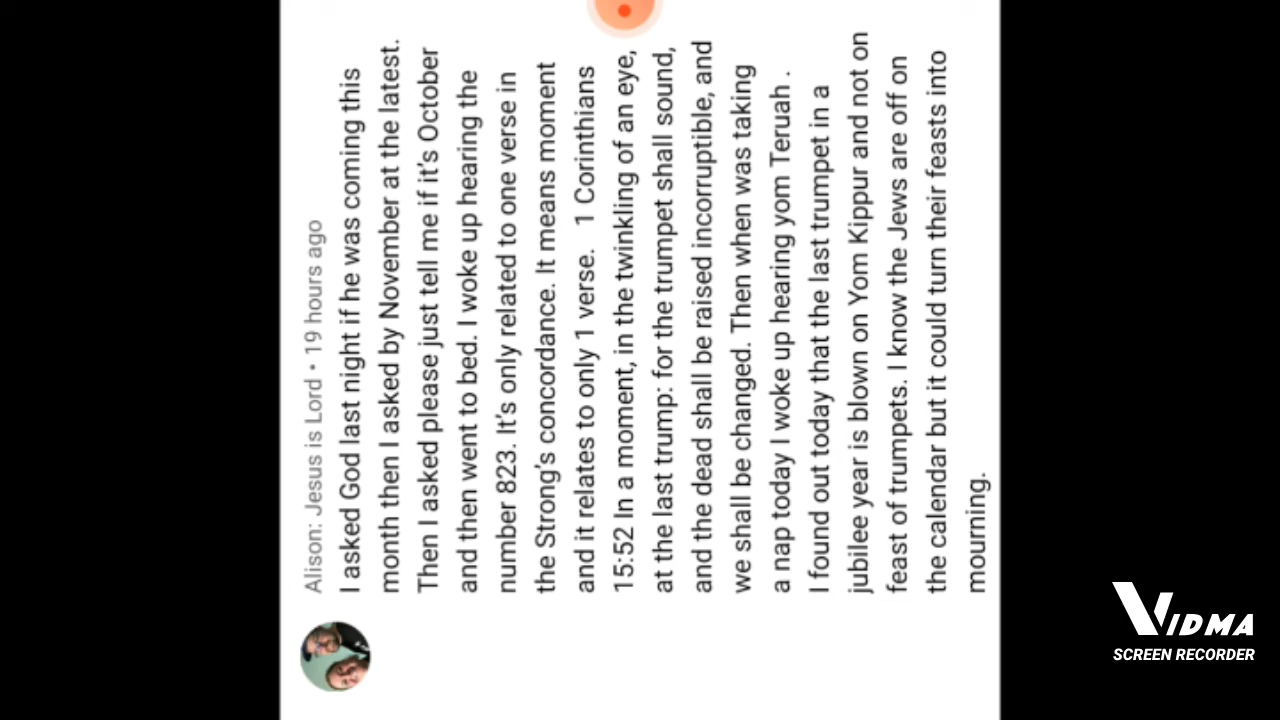 Alison: Jesus is Lord • 19 hours ago
I asked God last night if he was coming this
month then I asked by November at the latest.
Then I asked please just tell me if it's October
and then went to bed. I woke up hearing the
number 823. It's only related to one verse in
the Strong's concordance. It means moment
and it relates to only 1 verse. 1 Corinthians
15:52 In a moment, in the twinkling of an eye,
at the last trump: for the trumpet shall sound,
and the dead shall be raised incorruptible, and
we shall be changed. Then when was taking
a nap today I woke up hearing yom Teruah .
I found out today that the last trumpet in a
jubilee year is blown on Yom Kippur and not on
feast of trumpets. I know the Jews are off on
the calendar but it could turn their feasts into
mourning.
VIDMA
SCREEN RECORDER